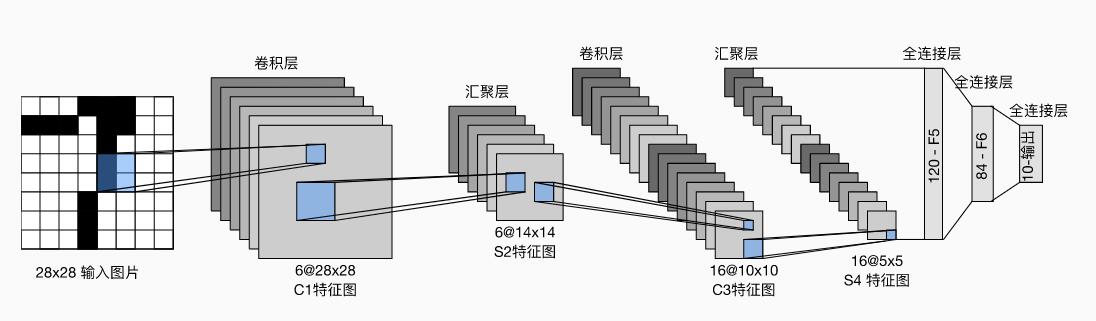 卷积层
汇聚层
卷积层
汇聚层
全连接层
全连接层
全连接层
28x28 输入图片
6@28x28
C1特征图
6@14x14
S2特征图
16@10x10
C3特征图
16@5x5
S4 特征图
120 - F5
84 - F6
10-输出